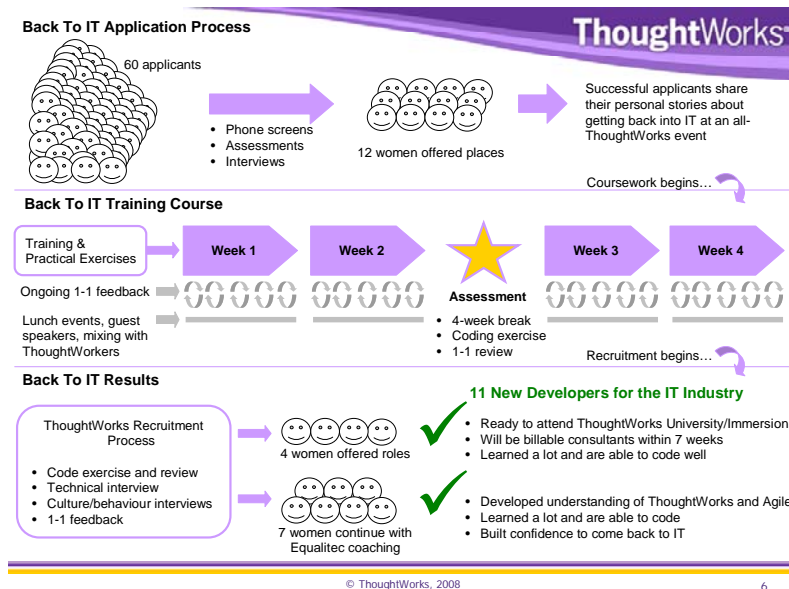 Back To IT Application Process
ThoughtWorks
60 applicants
• Phone screens
• Assessments
• Interviews
12 women offered places
Successful applicants share
their personal stories about
getting back into IT at an all-
ThoughtWorks event
Coursework begins…
Back To IT Training Course
Training &
Practical Exercises
Week 1
Week 2
Week 3
Week 4
Ongoing 1-1 feedback
Lunch events, guest
speakers, mixing with
ThoughtWorkers
Assessment
• 4-week break
• Coding exercise
• 1-1 review
Recruitment begins…
Back To IT Results
ThoughtWorks Recruitment
Process
• Code exercise and review
• Technical interview
• Culture/behaviour interviews
• 1-1 feedback
4 women offered roles
7 women continue with
Equalitec coaching
11 New Developers for the IT Industry
• Ready to attend ThoughtWorks University/Immersion
• Will be billable consultants within 7 weeks
• Learned a lot and are able to code well
• Developed understanding of ThoughtWorks and Agile
• Learned a lot and are able to code
• Built confidence to come back to IT
© ThoughtWorks, 2008
6